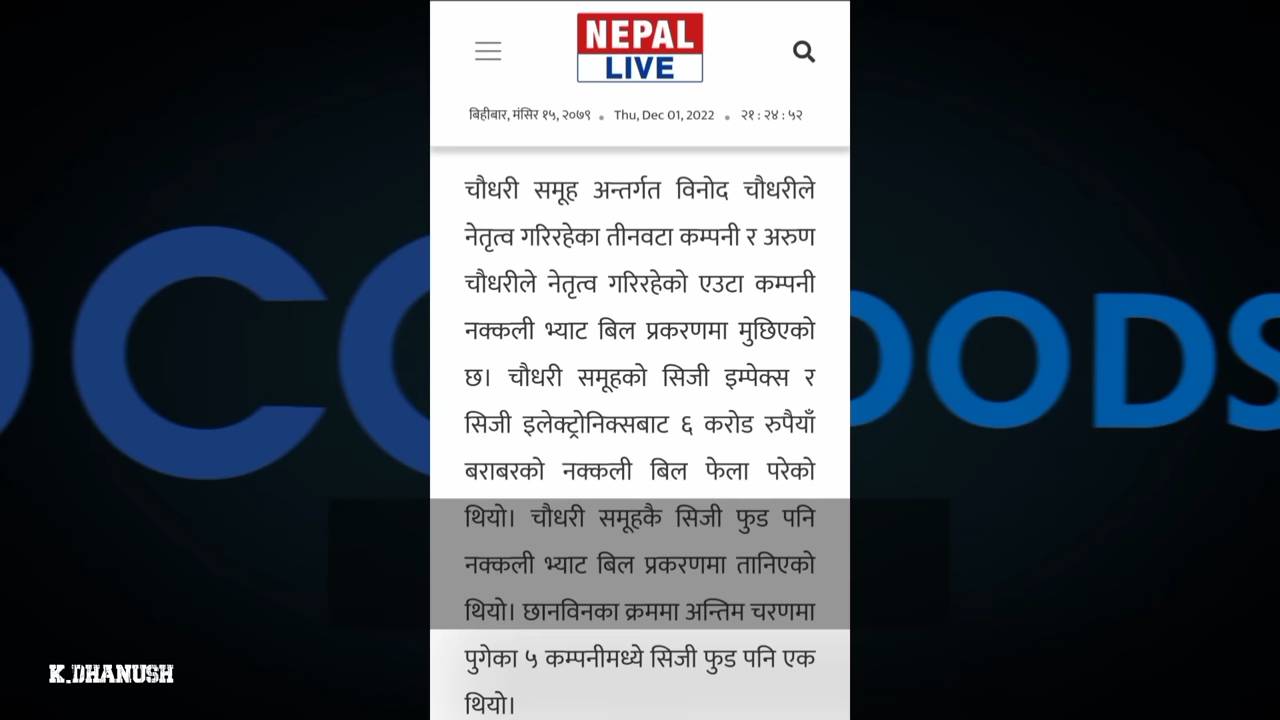 NEPAL
LIVE
बिहीबार, मंसिर १५, २०७९ • Thu, Dec 01, 2022 • २१ : २४ : ५२
चौधरी समूह अन्तर्गत विनोद चौधरीले
नेतृत्व गरिरहेका तीनवटा कम्पनी र अरुण
चौधरीले नेतृत्व गरिरहेको एउटा कम्पनी
नक्कली भ्याट बिल प्रकरणमा मुछिएको
छ। चौधरी समूहको सिजी इम्पेक्स र
सिजी इलेक्ट्रोनिक्सबाट ६ करोड रुपैयाँ
बराबरको नक्कली बिल फेला परेको
थियो। चौधरी समूहकै सिजी फुड पनि
नक्कली भ्याट बिल प्रकरणमा तानिएको
थियो। छानविनका क्रममा अन्तिम चरणमा
पुगेका ५ कम्पनीमध्ये सिजी फुड पनि एक
थियो।
OODS
K.DHANUSH